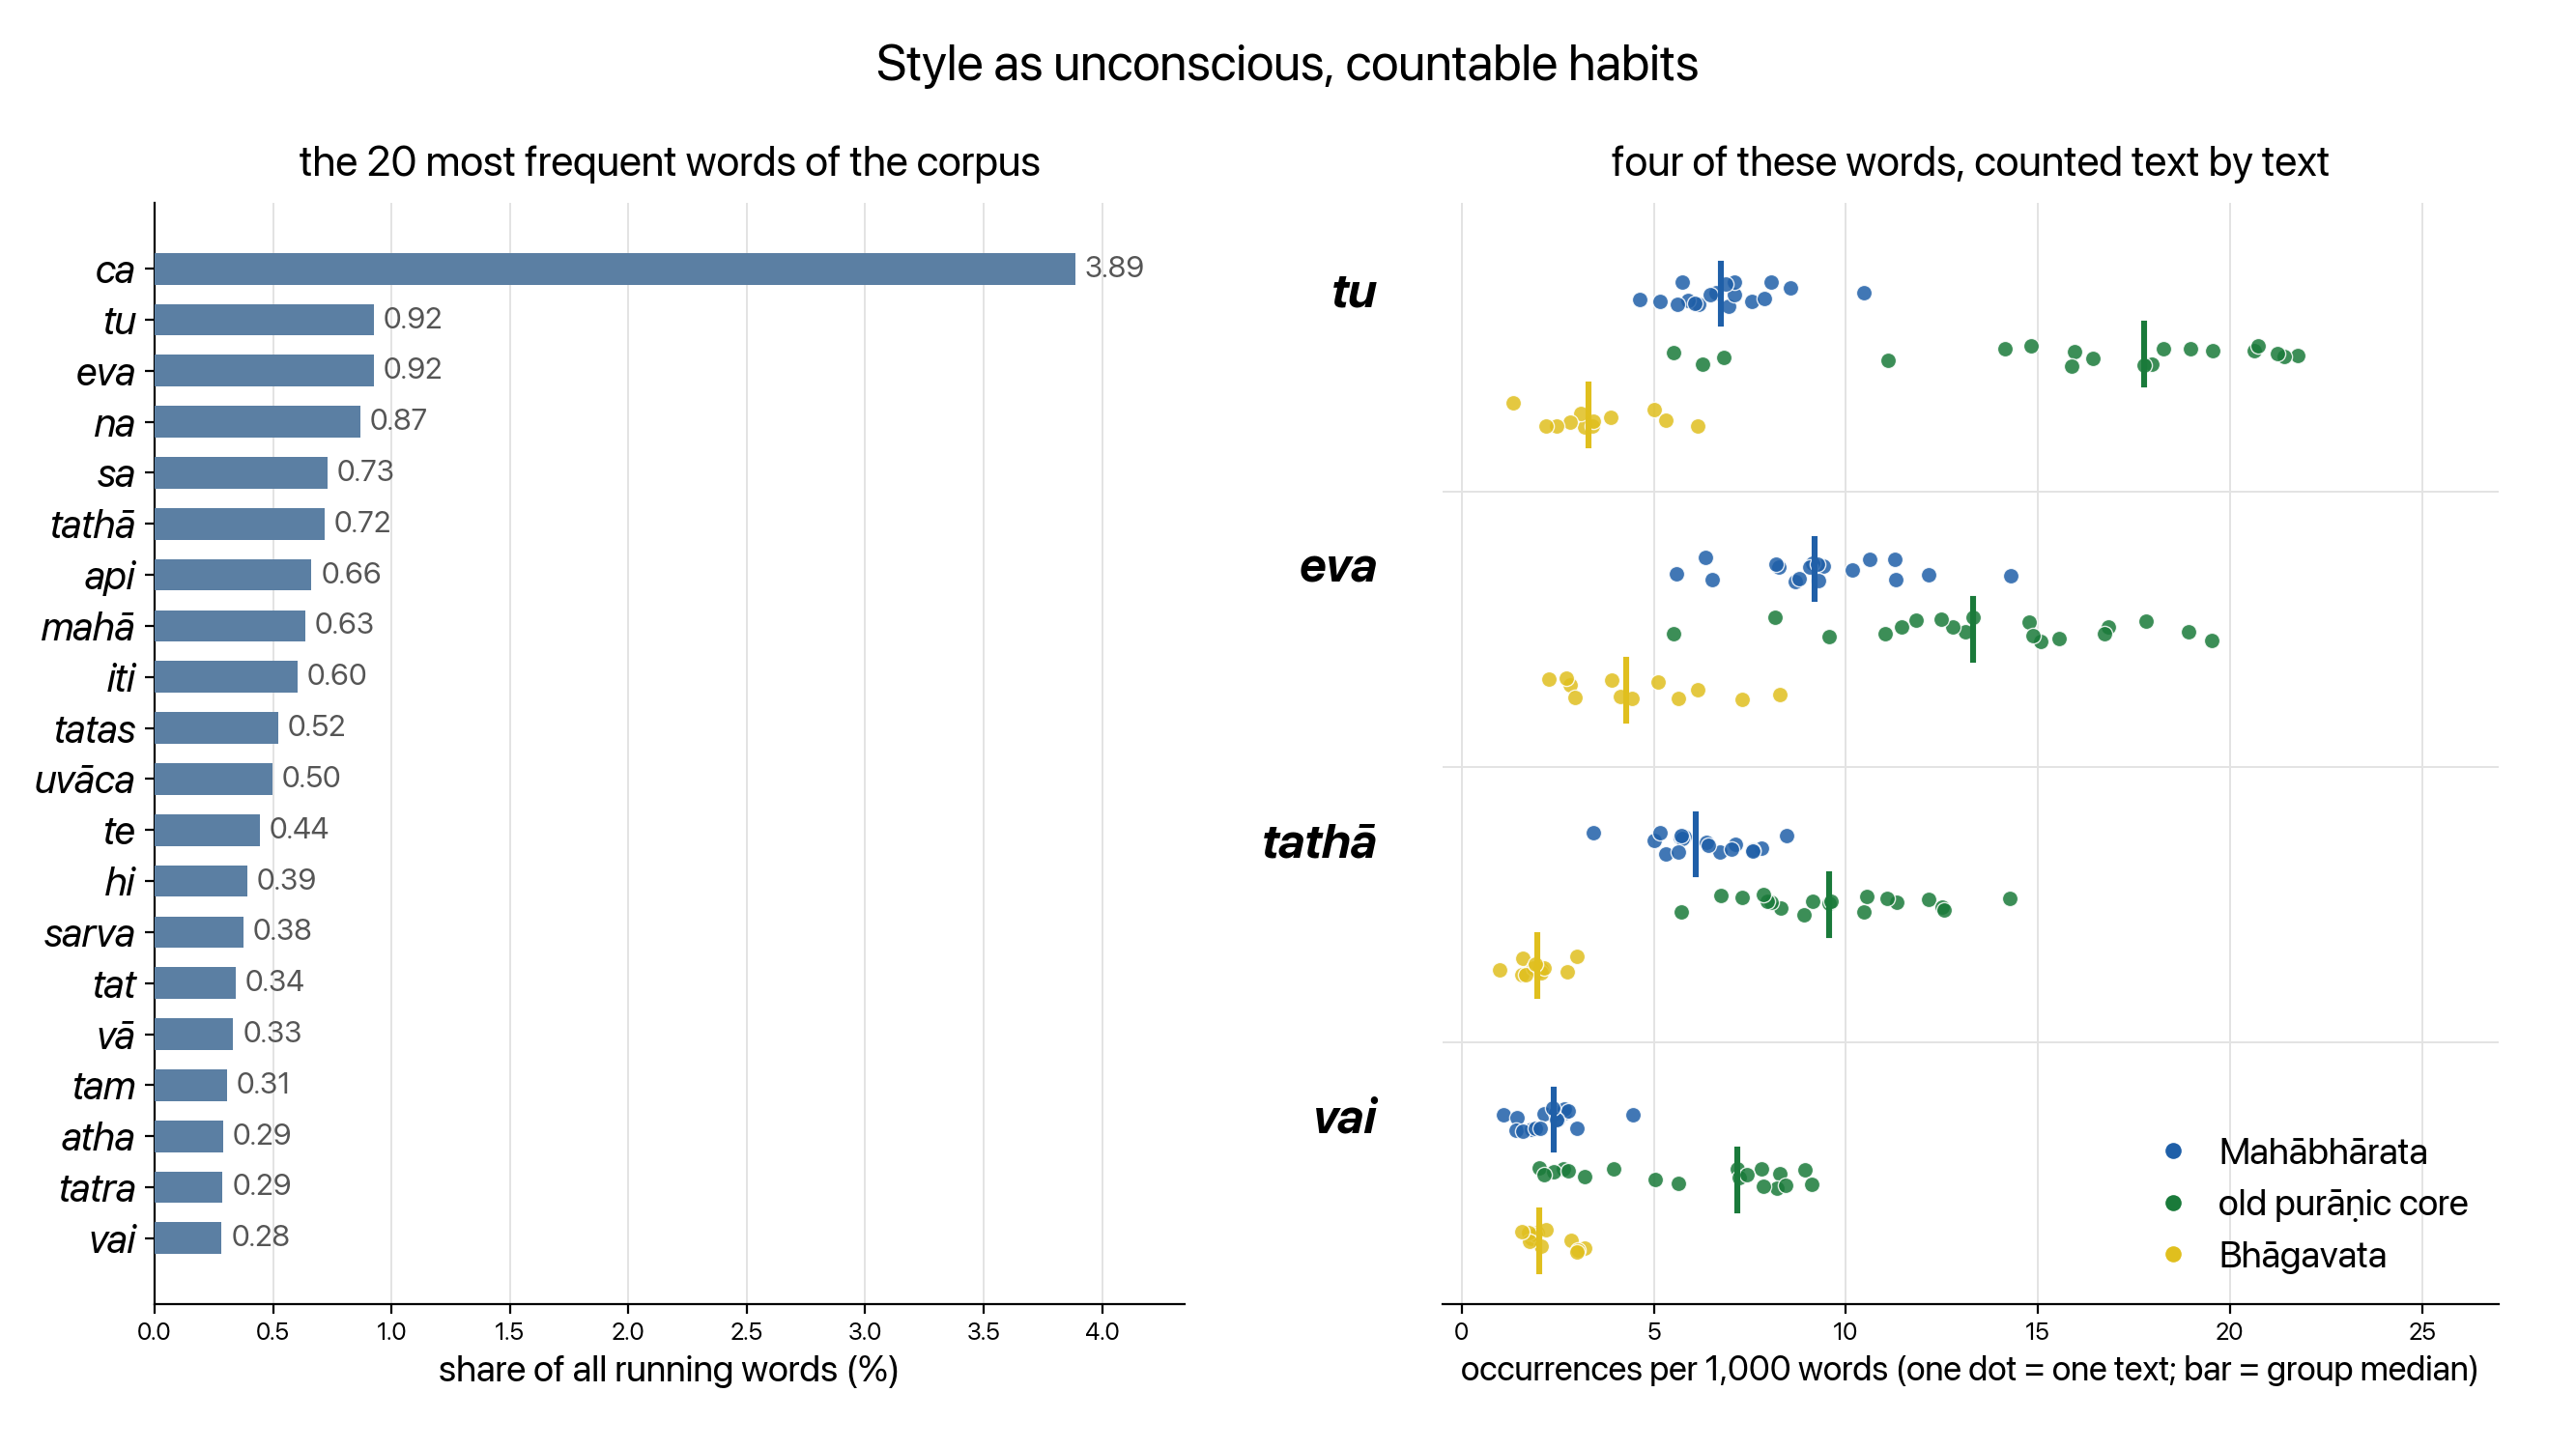 Style as unconscious, countable habits
the 20 most frequent words of the corpus
ca 3.89
tu 0.92
eva 0.92
na 0.87
sa 0.73
tathā 0.72
api 0.66
mahā 0.63
iti 0.60
tatas 0.52
uvāca 0.50
te 0.44
hi 0.39
sarva 0.38
tat 0.34
vā 0.33
tam 0.31
atha 0.29
tatra 0.29
vai 0.28
0.0 0.5 1.0 1.5 2.0 2.5 3.0 3.5 4.0
share of all running words (%)
four of these words, counted text by text
tu
eva
tathā
vai
Mahābhārata
old purāṇic core
Bhāgavata
0 5 10 15 20 25
occurrences per 1,000 words (one dot = one text; bar = group median)